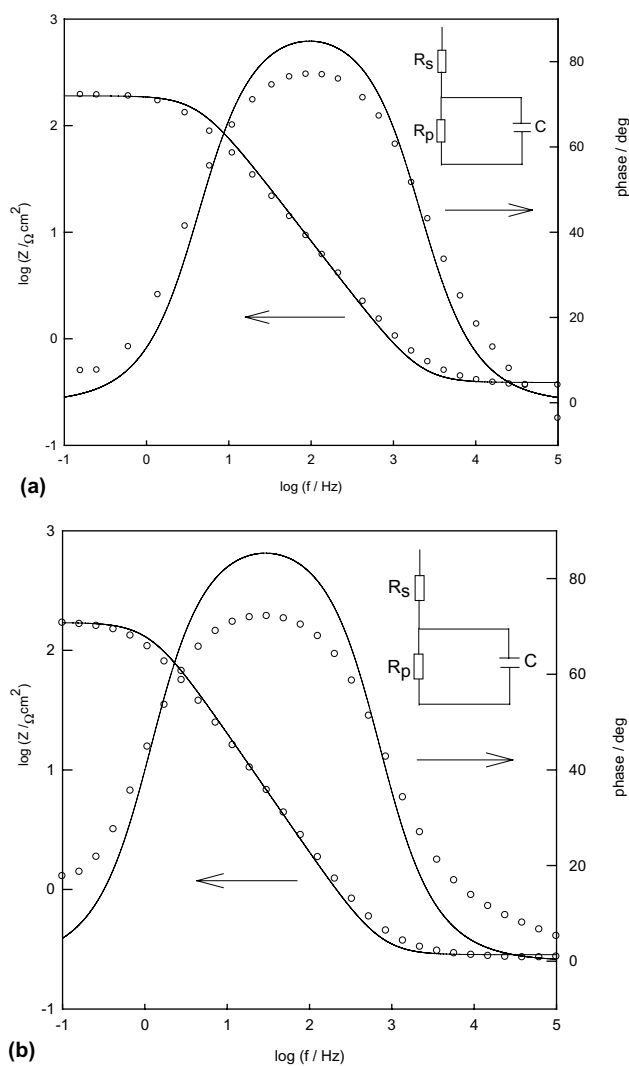 3
2
1
0
-1
log (Z /Ωcm²)
80
60
40
20
0
phase / deg
Rs
Rp
C
-1 0 1 2 3 4 5
(a)
log (f / Hz)
3
2
1
0
-1
log (Z /Ωcm²)
80
60
40
20
0
phase / deg
Rs
Rp
C
-1 0 1 2 3 4 5
(b)
log (f / Hz)